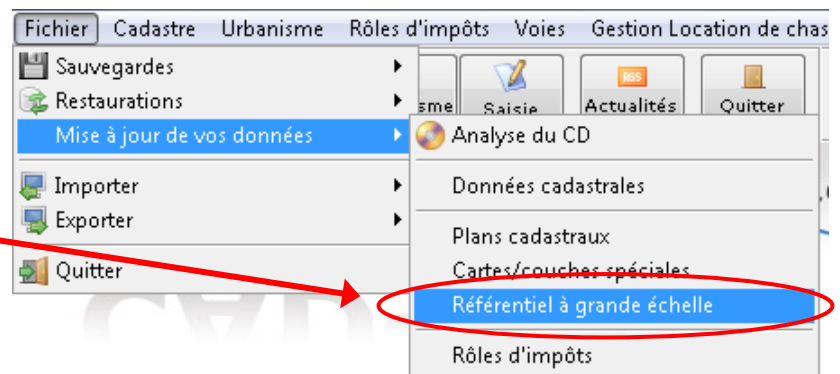 Fichier Cadastre Urbanisme Rôles d'impôts Voies Gestion Location de chas
Sauvegardes
Restaurations
Mise à jour de vos données
Importer
Exporter
Quitter
sme Saisie Actualités Quitter
RSS
Analyse du CD
Données cadastrales
Plans cadastraux
Cartes/couches spéciales
Référentiel à grande échelle
Rôles d'impôts
CAD